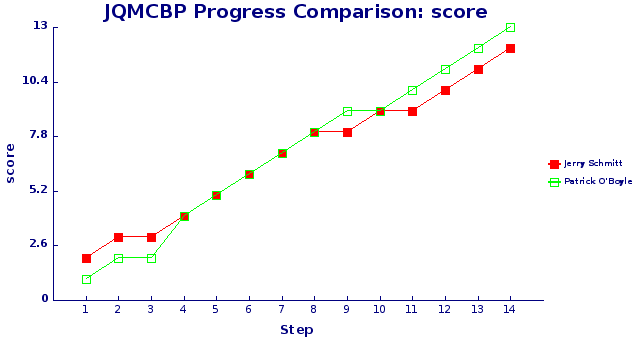 JQMCBP Progress Comparison: score
13
10.4
7.8
5.2
2.6
0
score
1 2 3 4 5 6 7 8 9 10 11 12 13 14
Step
Jerry Schmitt
Patrick O'Boyle